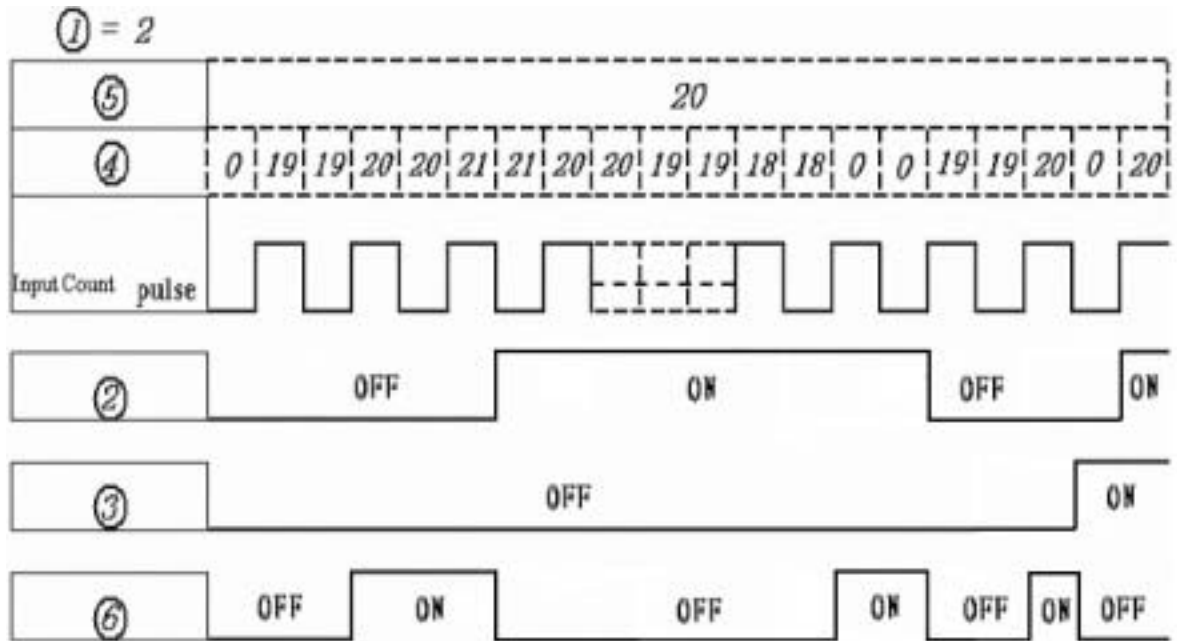 ① = 2
⑤ 20
④ 0 19 19 20 20 21 21 20 20 19 19 18 18 0 0 19 19 20 0 20
Input Count pulse
② OFF ON OFF ON
③ OFF ON
⑥ OFF ON OFF ON OFF ON OFF